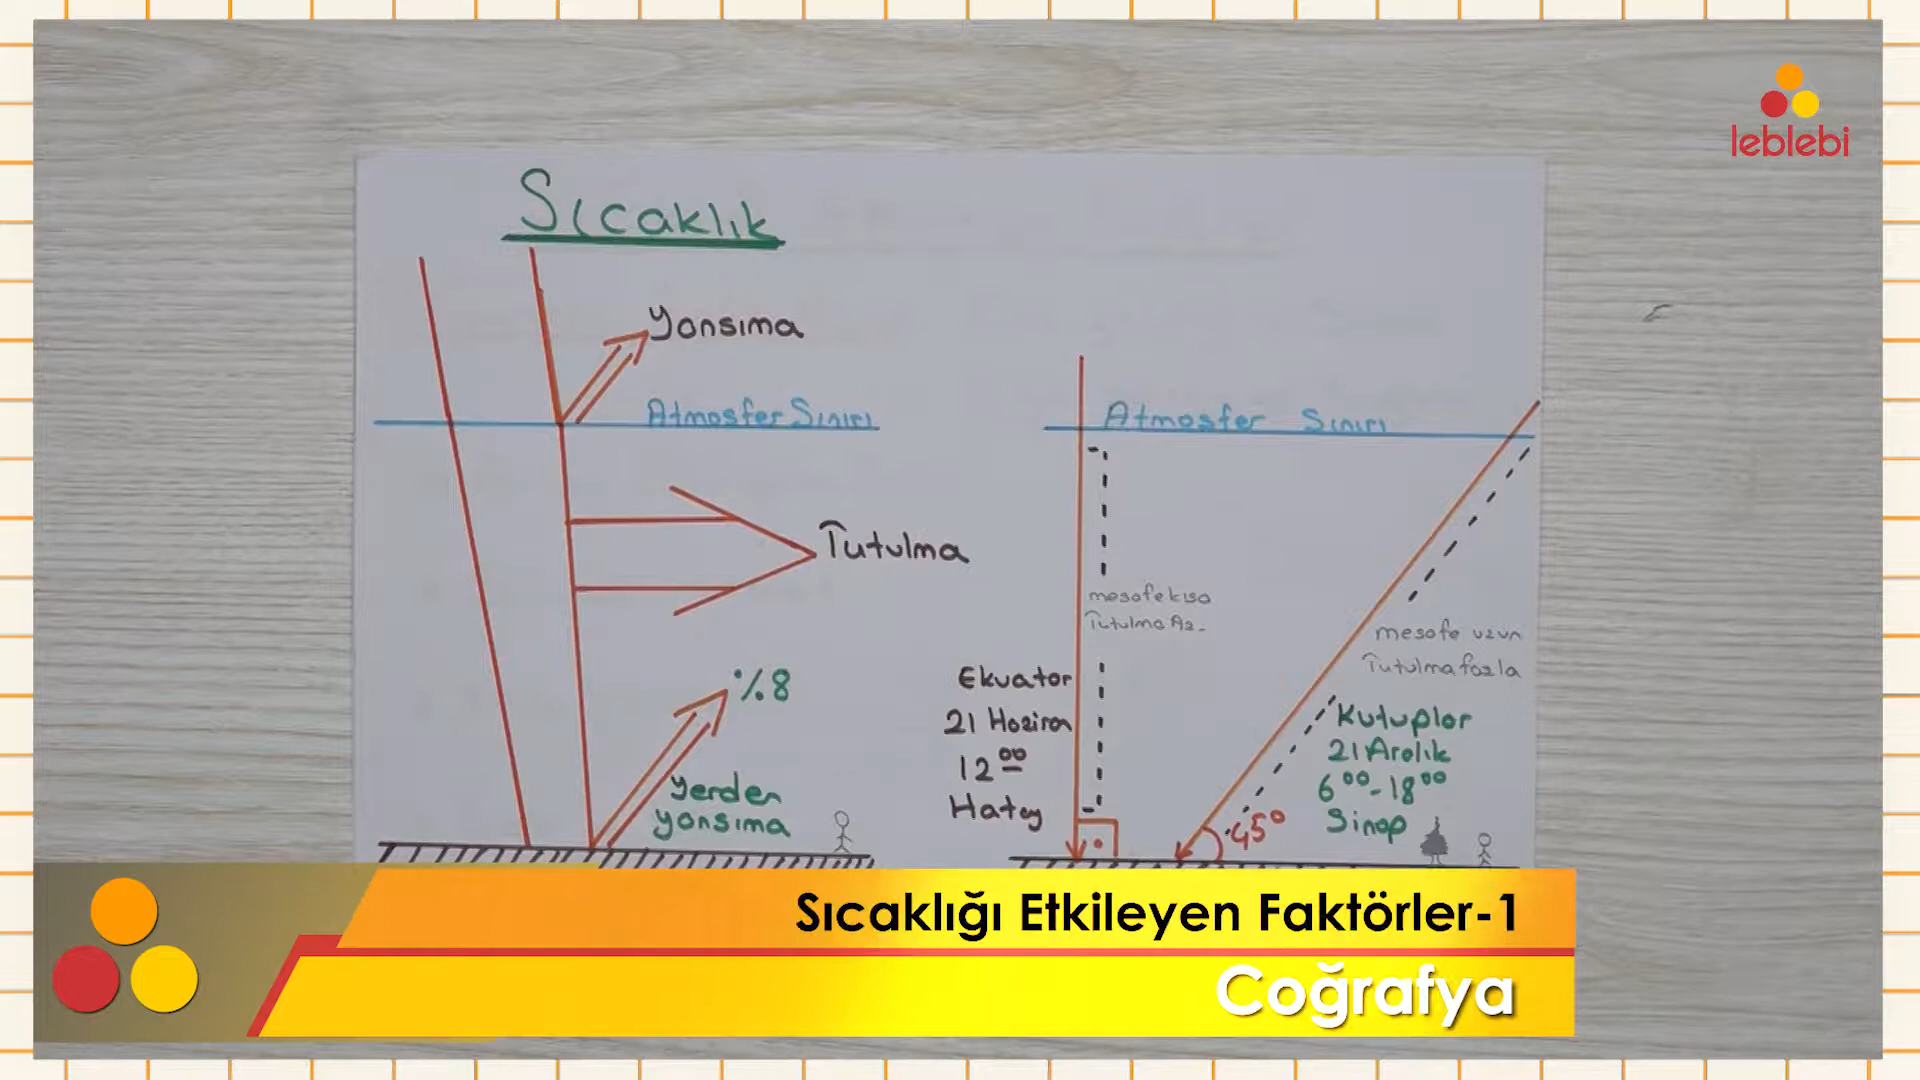 leblebi
Sıcaklık
Yansıma
Atmosfer Sınırı
Tutulma
%8
Yerden
yansıma
Atmosfer Sınırı
mesafe kısa
Tutulma Az.
Ekvator
21 Haziran
12⁰⁰
Hatay
mesafe uzun
Tutulma fazla
Kutuplar
21 Aralık
6⁰⁰-18⁰⁰
Sinop
45°
Sıcaklığı Etkileyen Faktörler-1
Coğrafya